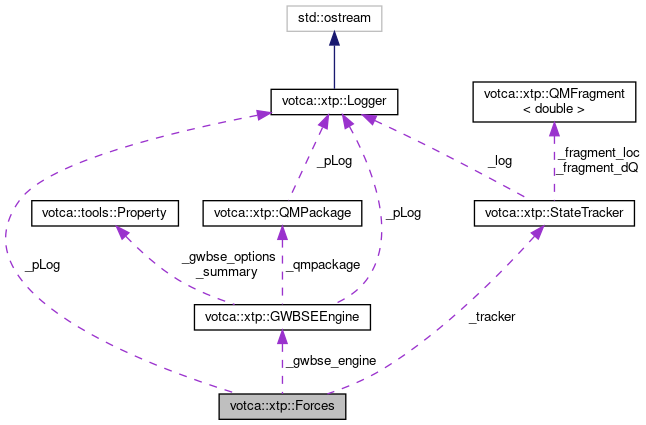 std::ostream
votca::xtp::Logger
votca::xtp::QMFragment
< double >
_pLog
_log
_fragment_loc
_fragment_dQ
votca::tools::Property
votca::xtp::QMPackage
_pLog
votca::xtp::StateTracker
_pLog
_gwbse_options
_summary
_qmpackage
votca::xtp::GWBSEEngine
_tracker
_gwbse_engine
votca::xtp::Forces